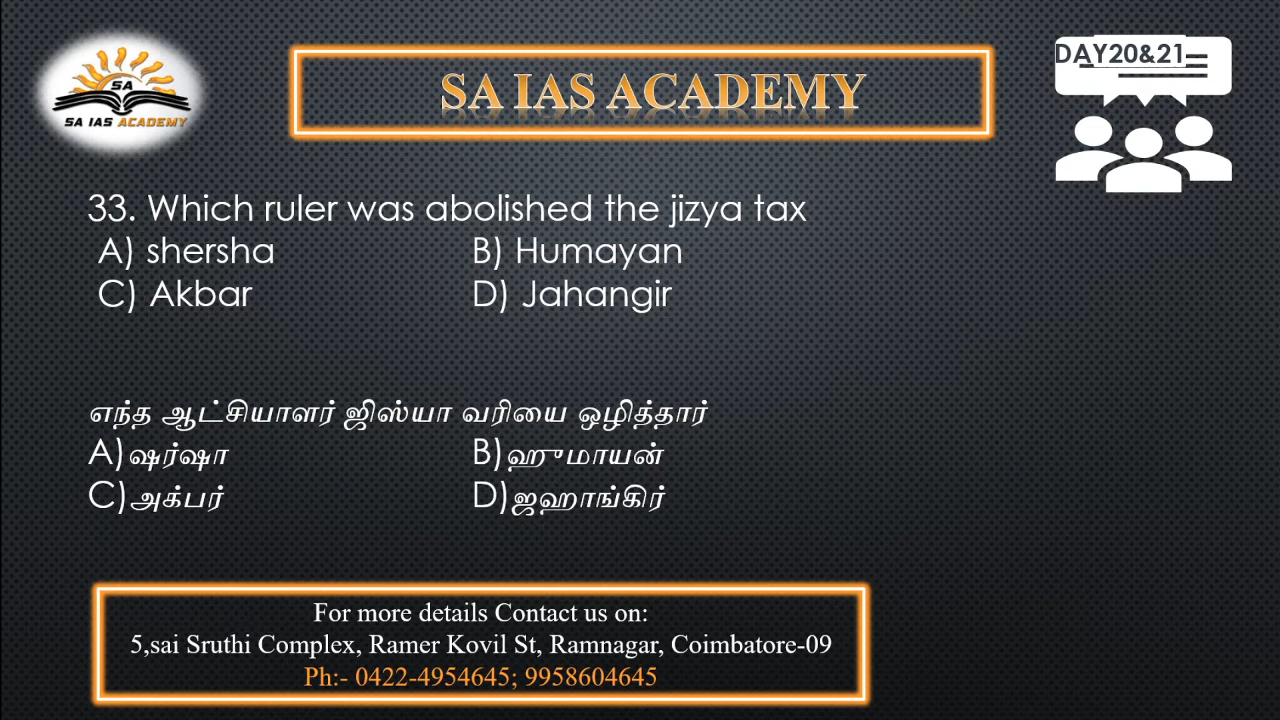 SA
SA IAS ACADEMY
SA IAS ACADEMY
DAY20&21
33. Which ruler was abolished the jizya tax
A) shersha B) Humayan
C) Akbar D) Jahangir
எந்த ஆட்சியாளர் ஜிஸ்யா வரியை ஒழித்தார்
A)ஷர்ஷா B)ஹுமாயன்
C)அக்பர் D)ஜஹாங்கிர்
For more details Contact us on:
5,sai Sruthi Complex, Ramer Kovil St, Ramnagar, Coimbatore-09
Ph:- 0422-4954645; 9958604645